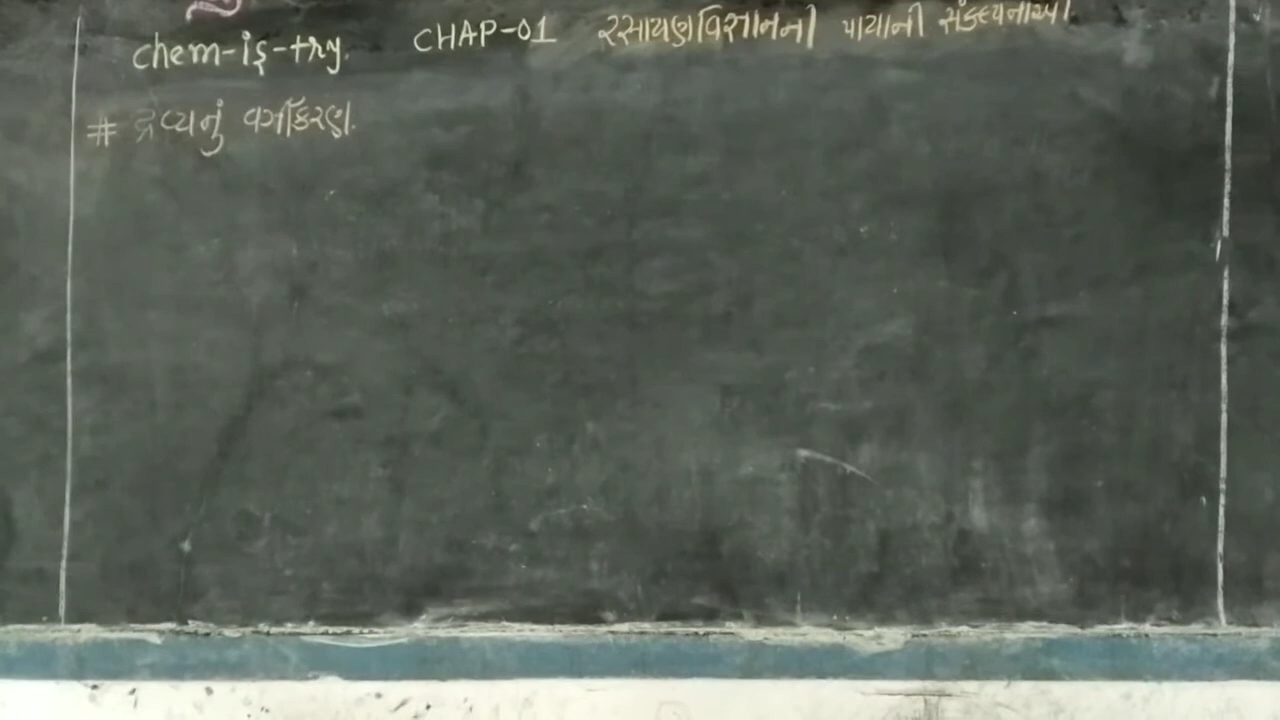 chem-is-try. CHAP-01 રસાયણવિજ્ઞાનની પાયાની સંકલ્પનાઓ
# દ્રવ્યનું વર્ગીકરણ.